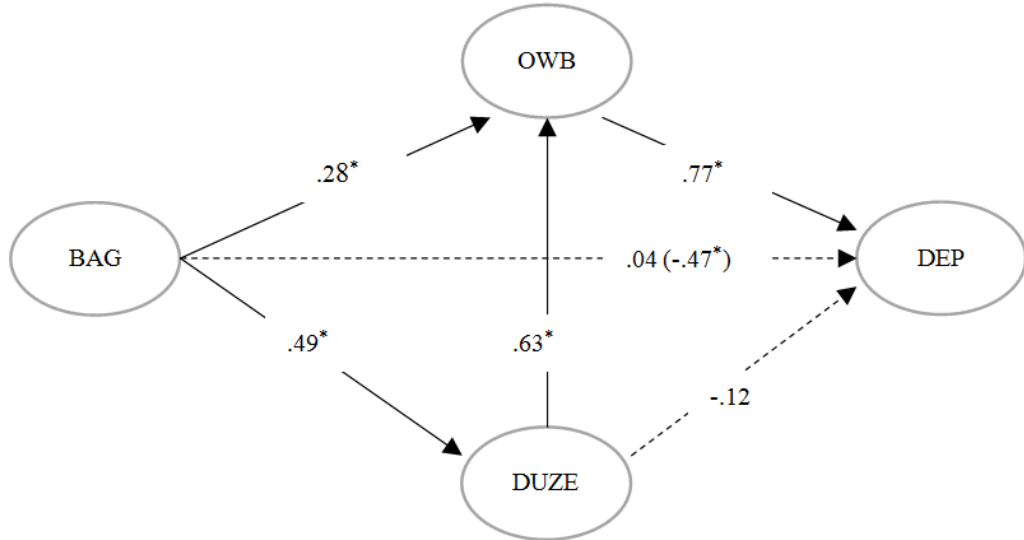 OWB
.28*
.77*
BAG
.04 (-.47*)
DEP
.49*
.63*
-.12
DUZE